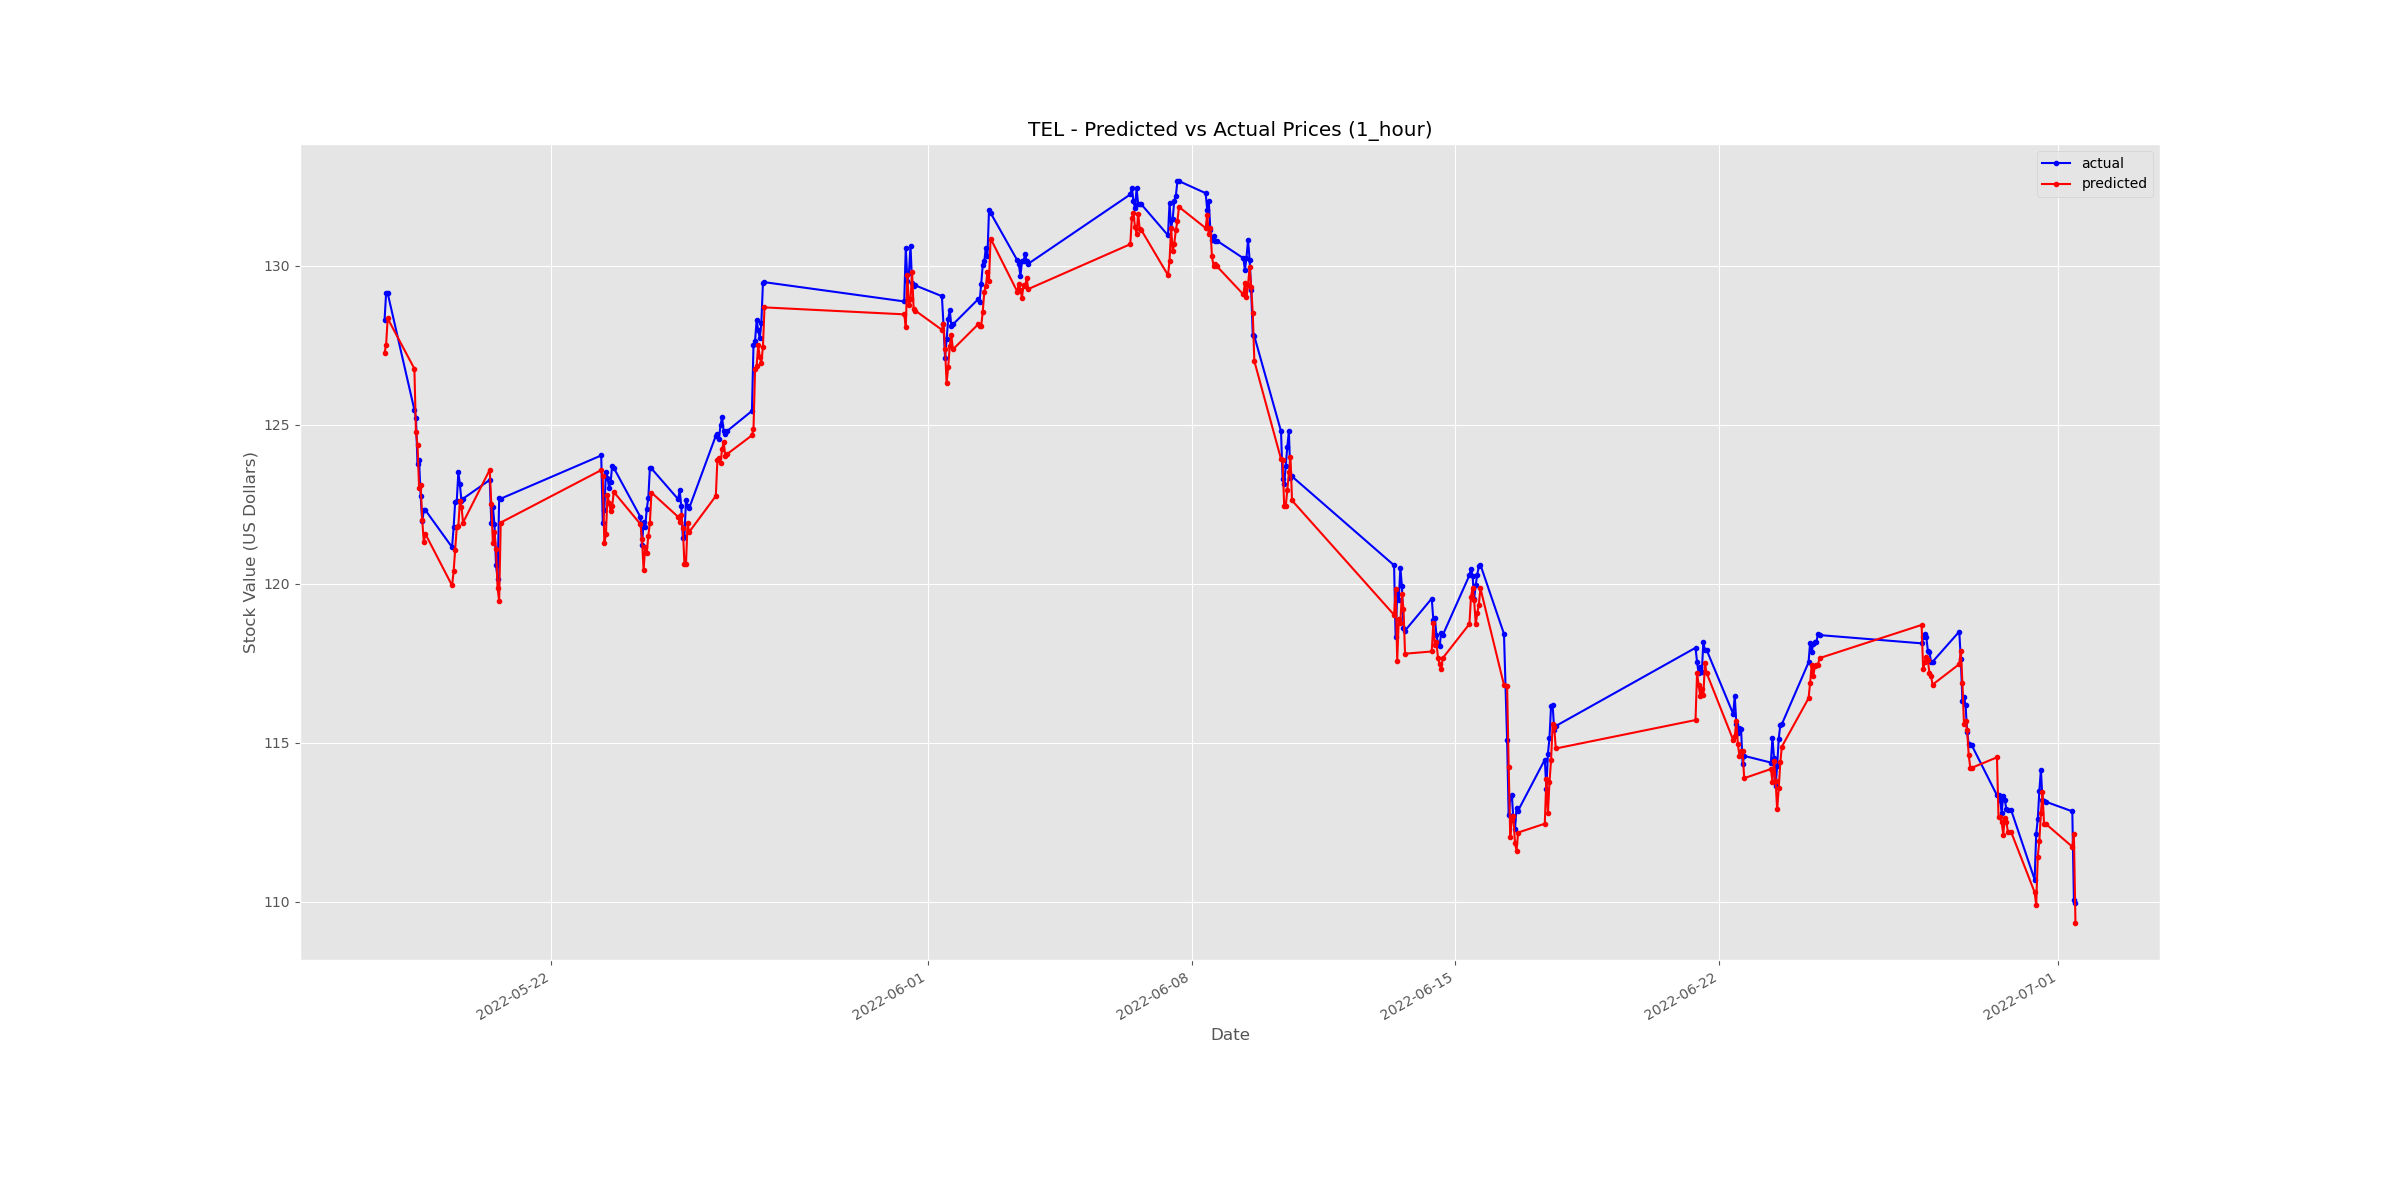 TEL - Predicted vs Actual Prices (1_hour)
actual
predicted
Stock Value (US Dollars)
130
125
120
115
110
2022-05-22
2022-06-01
2022-06-08
2022-06-15
2022-06-22
2022-07-01
Date